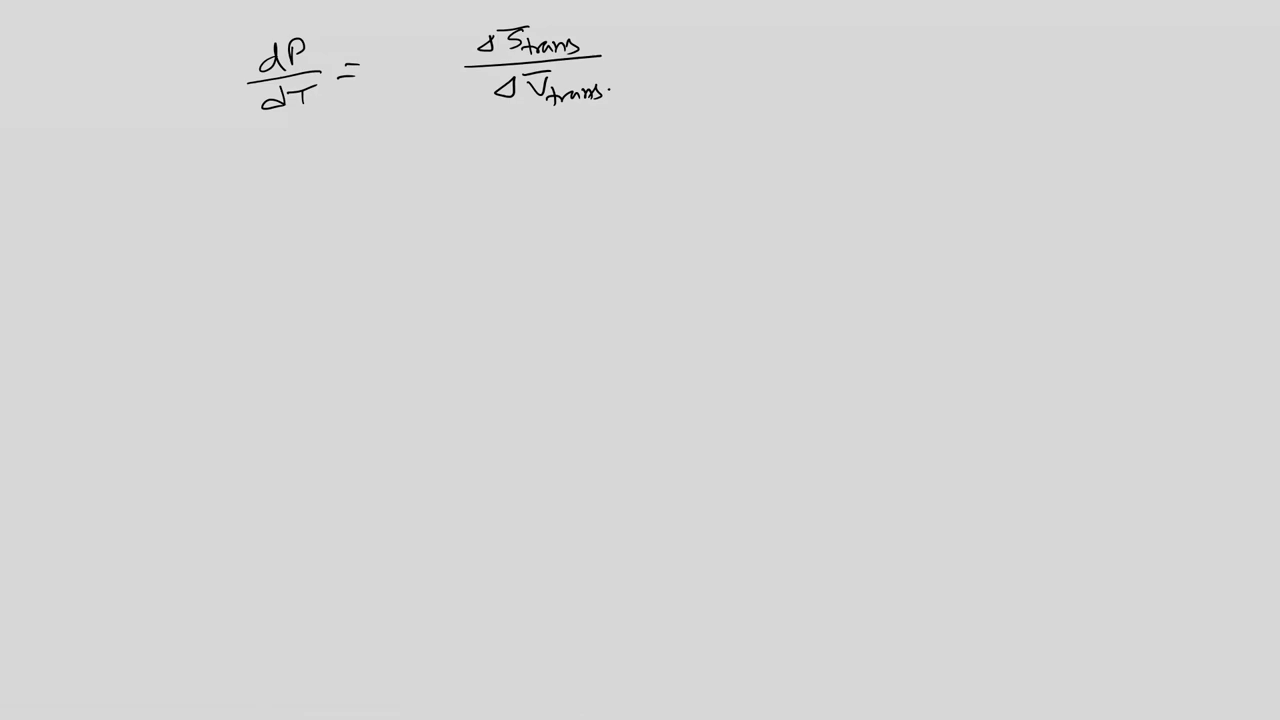 dP/dT = ΔS̅trans/ΔV̅trans.